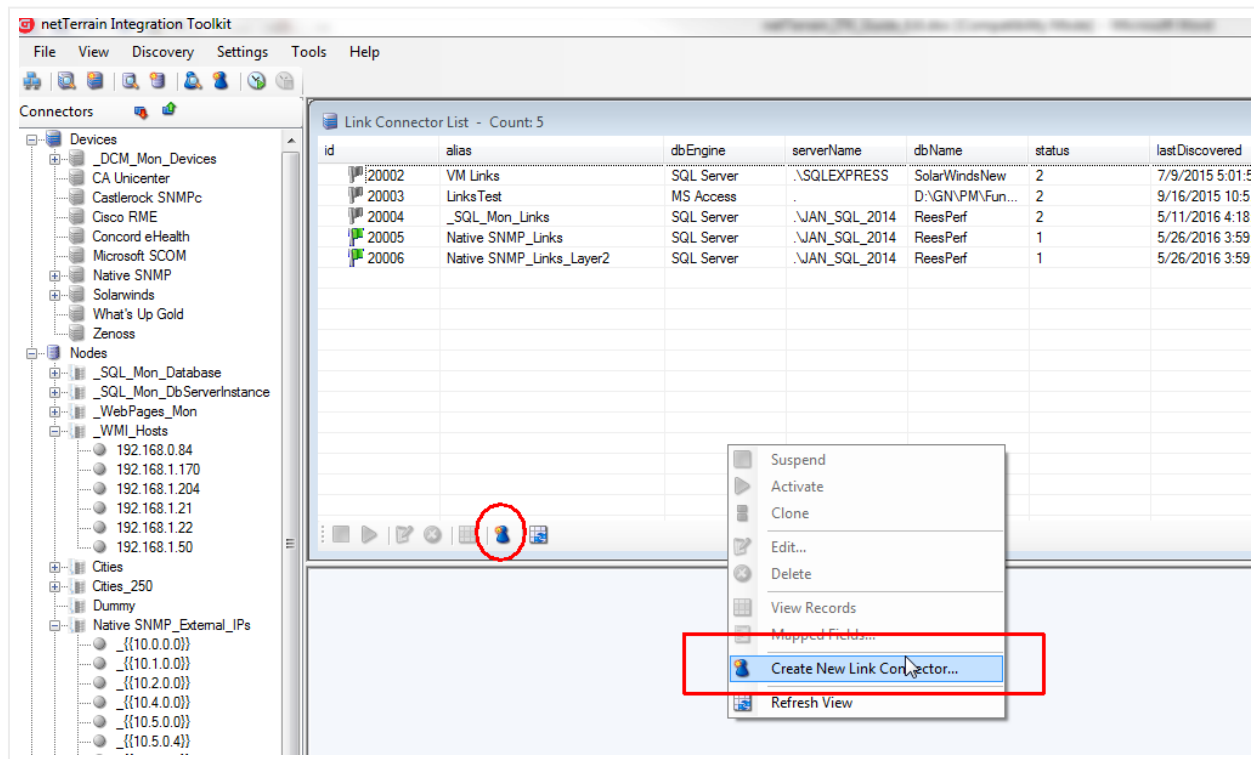 netTerrain Integration Toolkit
File View Discovery Settings Tools Help
Connectors
Devices
_DCM_Mon_Devices
CA Unicenter
Castlerock SNMPc
Cisco RME
Concord eHealth
Microsoft SCOM
Native SNMP
Solarwinds
What's Up Gold
Zenoss
Nodes
_SQL_Mon_Database
_SQL_Mon_DbServerInstance
_WebPages_Mon
_WMI_Hosts
192.168.0.84
192.168.1.170
192.168.1.204
192.168.1.21
192.168.1.22
192.168.1.50
Cities
Cities_250
Dummy
Native SNMP_External_IPs
_{{10.0.0.0}}
_{{10.1.0.0}}
_{{10.2.0.0}}
_{{10.4.0.0}}
_{{10.5.0.0}}
_{{10.5.0.4}}
Link Connector List - Count: 5
id alias dbEngine serverName dbName status lastDiscovered
20002 VM Links SQL Server .\SQLEXPRESS SolarWindsNew 2 7/9/2015 5:01:5
20003 LinksTest MS Access . D:\GN\PM\Fun... 2 9/16/2015 10:5
20004 _SQL_Mon_Links SQL Server .\JAN_SQL_2014 ReesPerf 2 5/11/2016 4:18
20005 Native SNMP_Links SQL Server .\JAN_SQL_2014 ReesPerf 1 5/26/2016 3:59
20006 Native SNMP_Links_Layer2 SQL Server .\JAN_SQL_2014 ReesPerf 1 5/26/2016 3:59
Suspend
Activate
Clone
Edit...
Delete
View Records
Mapped Fields...
Create New Link Connector...
Refresh View